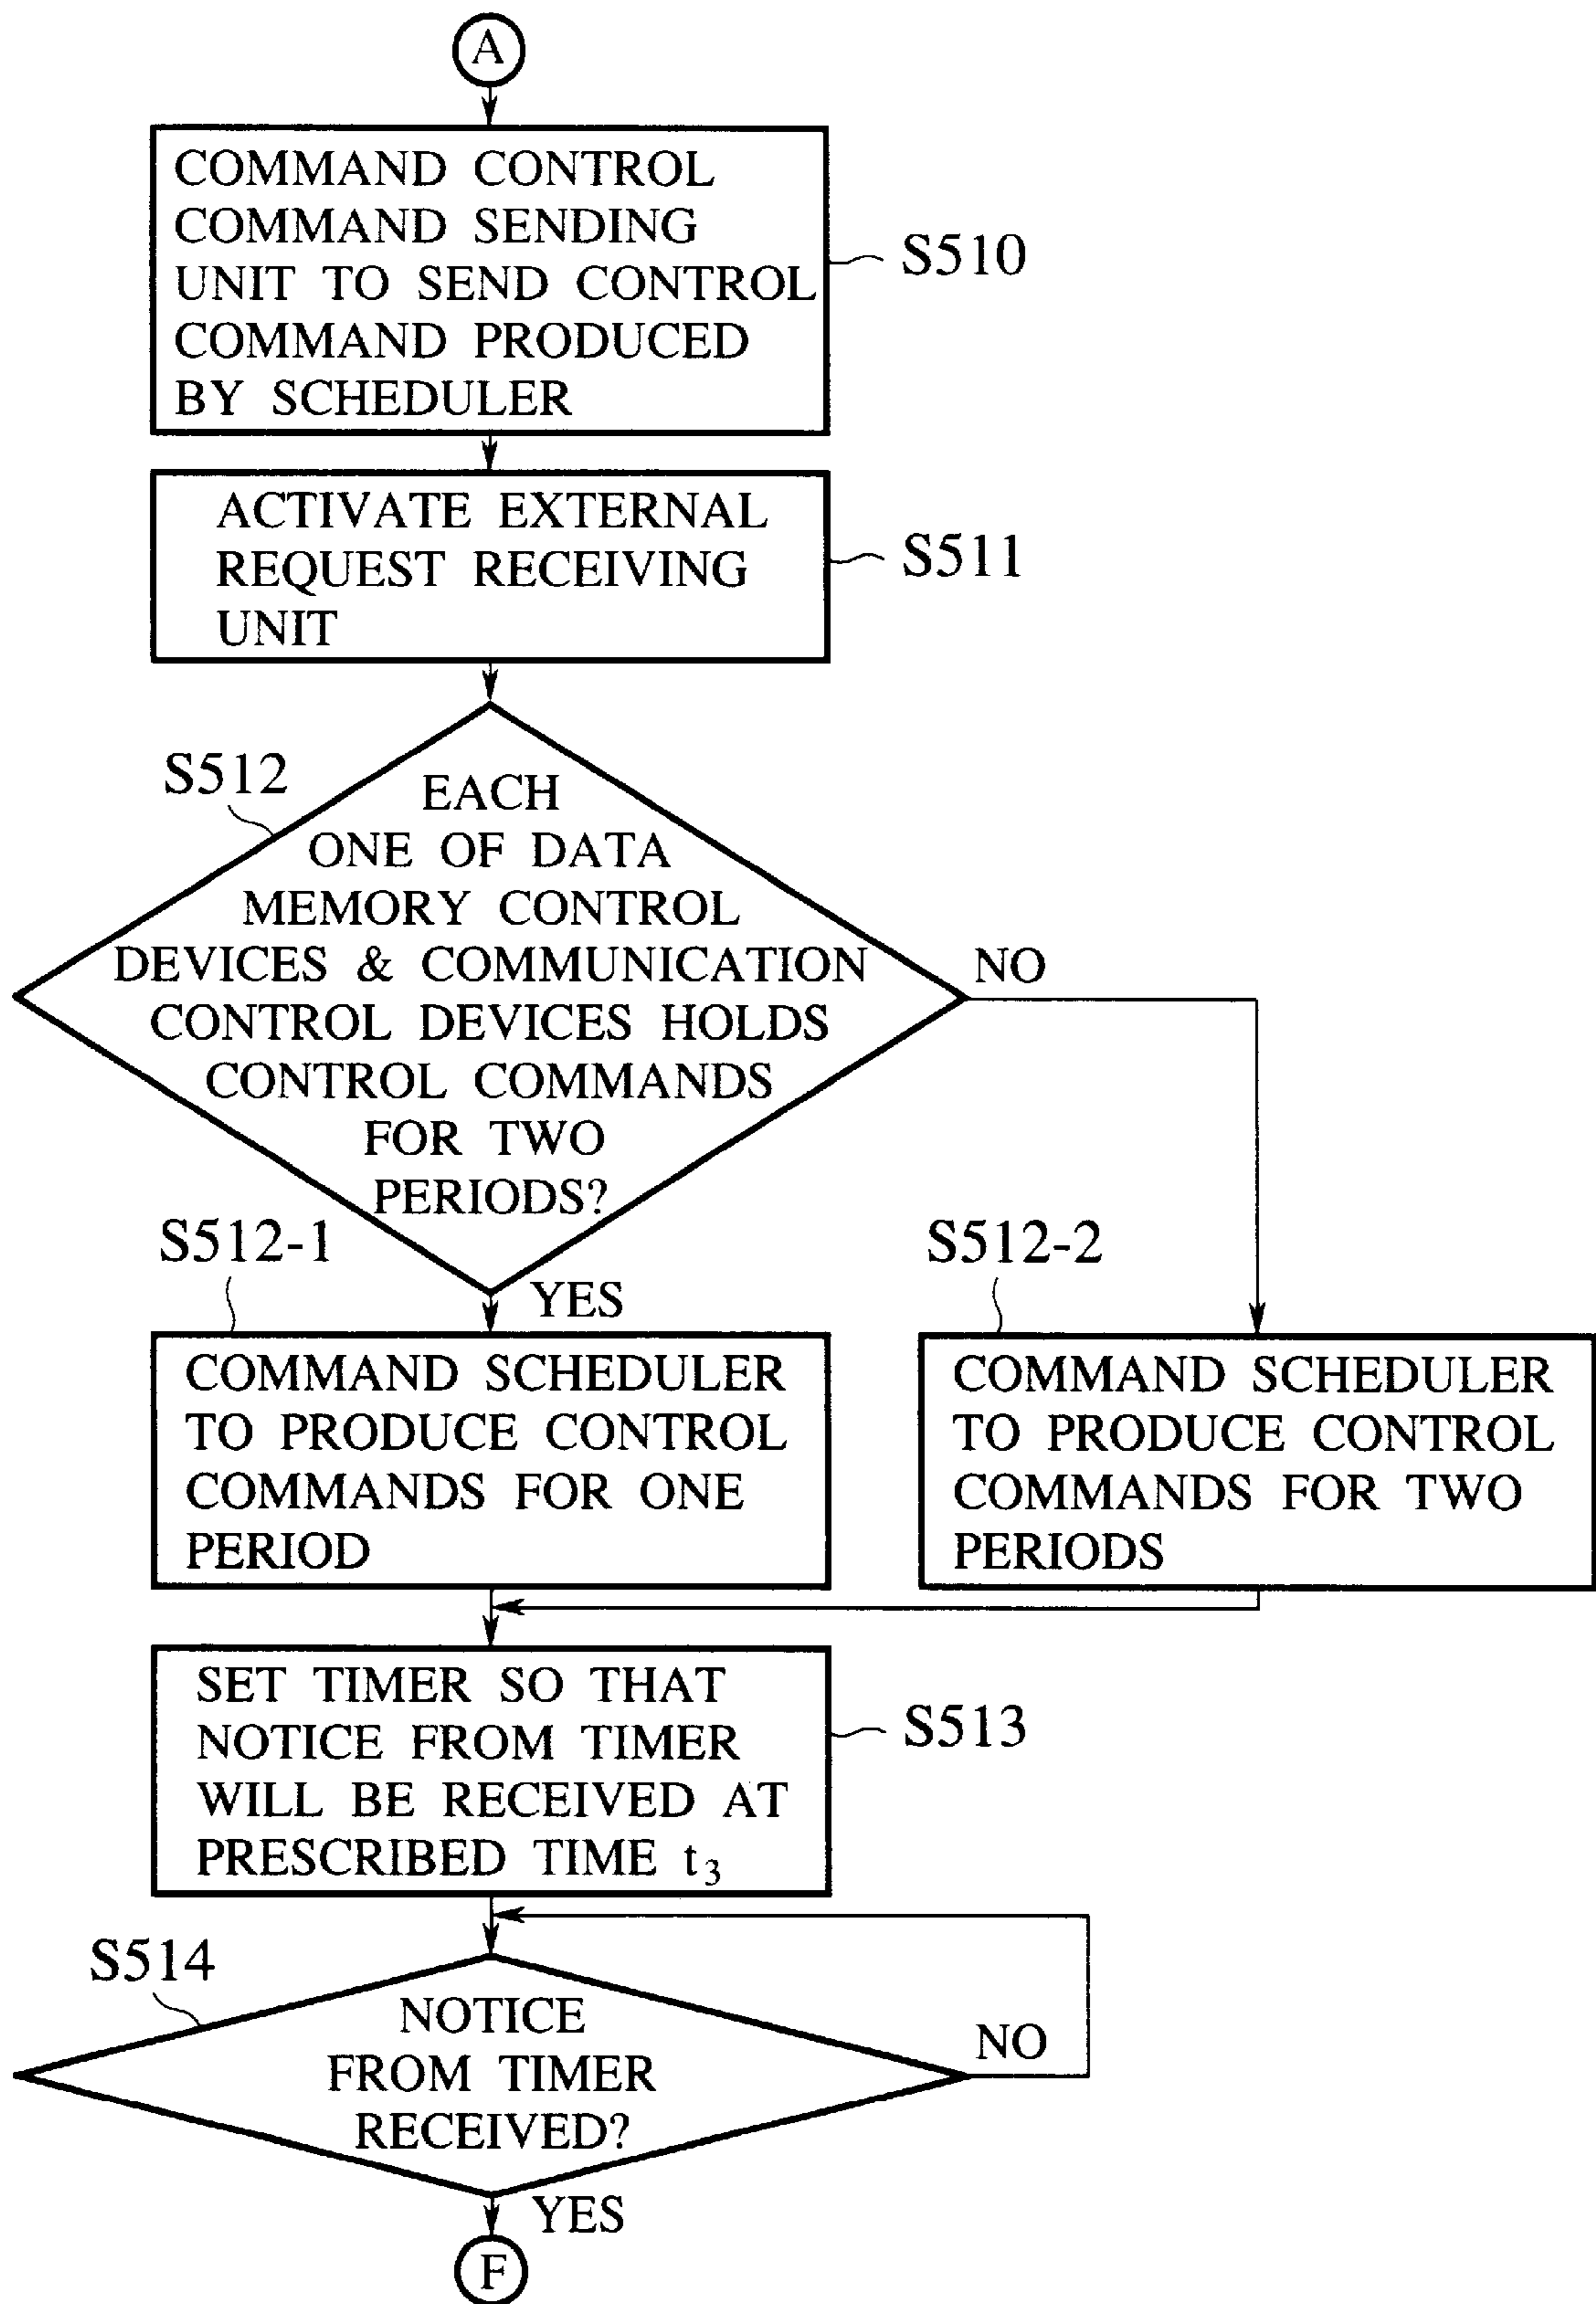 A
COMMAND CONTROL
COMMAND SENDING
UNIT TO SEND CONTROL
COMMAND PRODUCED
BY SCHEDULER
S510
ACTIVATE EXTERNAL
REQUEST RECEIVING
UNIT
S511
S512
EACH
ONE OF DATA
MEMORY CONTROL
DEVICES & COMMUNICATION
CONTROL DEVICES HOLDS
CONTROL COMMANDS
FOR TWO
PERIODS?
NO
YES
S512-1
COMMAND SCHEDULER
TO PRODUCE CONTROL
COMMANDS FOR ONE
PERIOD
S512-2
COMMAND SCHEDULER
TO PRODUCE CONTROL
COMMANDS FOR TWO
PERIODS
SET TIMER SO THAT
NOTICE FROM TIMER
WILL BE RECEIVED AT
PRESCRIBED TIME t₃
S513
S514
NOTICE
FROM TIMER
RECEIVED?
NO
YES
F